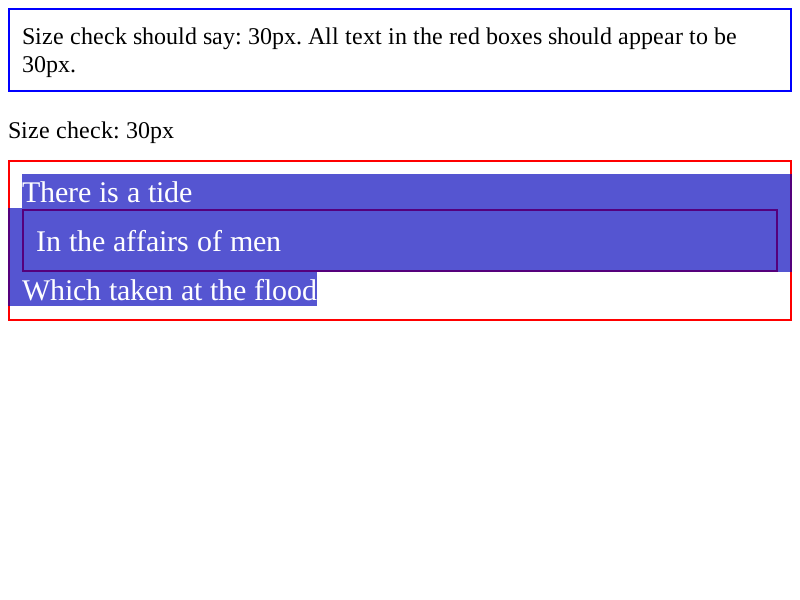 Size check should say: 30px. All text in the red boxes should appear to be
30px.
Size check: 30px
There is a tide
In the affairs of men
Which taken at the flood